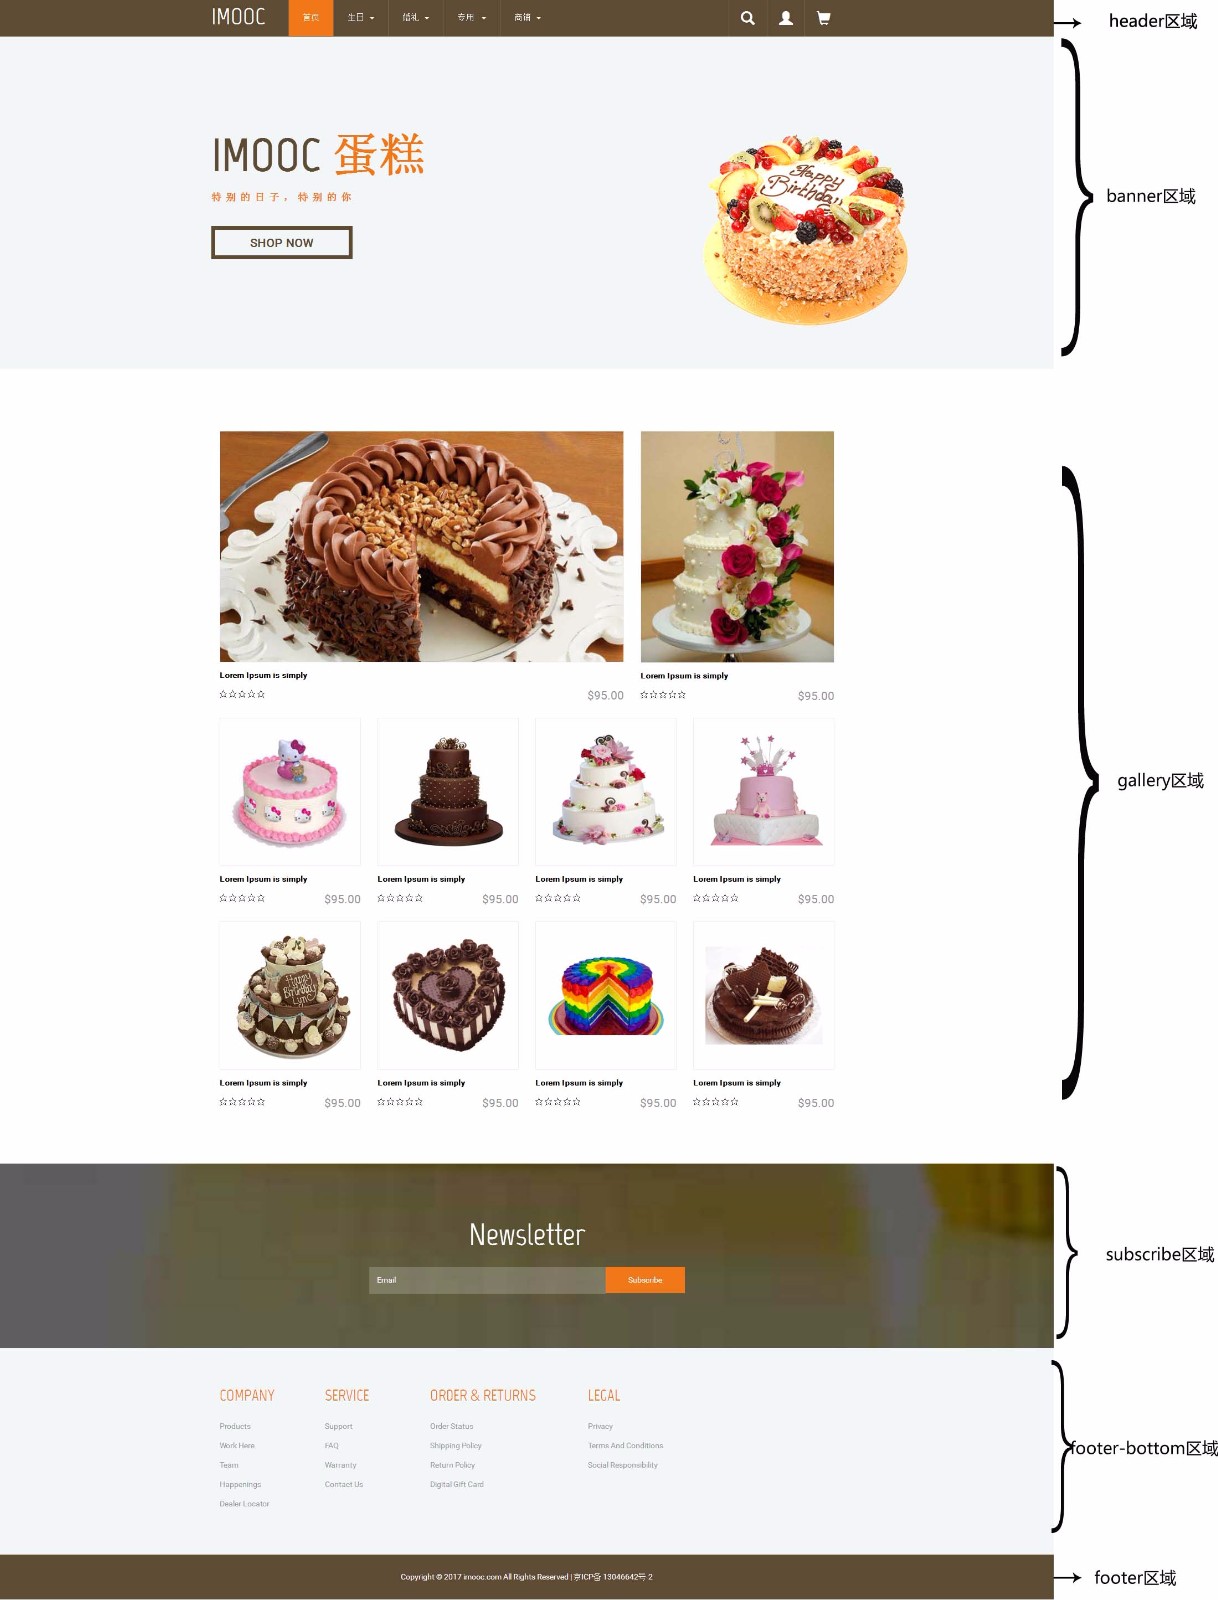 IMOOC 首页 生日 婚礼 专用 商铺
header区域
IMOOC 蛋糕
特别的日子，特别的你
SHOP NOW
Happy
Birthday
banner区域
Lorem Ipsum is simply
$95.00
Lorem Ipsum is simply
$95.00
Lorem Ipsum is simply
$95.00
Lorem Ipsum is simply
$95.00
Lorem Ipsum is simply
$95.00
Lorem Ipsum is simply
$95.00
gallery区域
Happy
Birthday
Lorem Ipsum is simply
$95.00
Lorem Ipsum is simply
$95.00
Lorem Ipsum is simply
$95.00
Lorem Ipsum is simply
$95.00
Newsletter
Email Subscribe
subscribe区域
COMPANY
Products
Work Here
Team
Happenings
Dealer Locator
SERVICE
Support
FAQ
Warranty
Contact Us
ORDER & RETURNS
Order Status
Shipping Policy
Return Policy
Digital Gift Card
LEGAL
Privacy
Terms And Conditions
Social Responsibility
footer-bottom区域
Copyright © 2017 imooc.com All Rights Reserved | 京ICP备 13046642号-2
footer区域